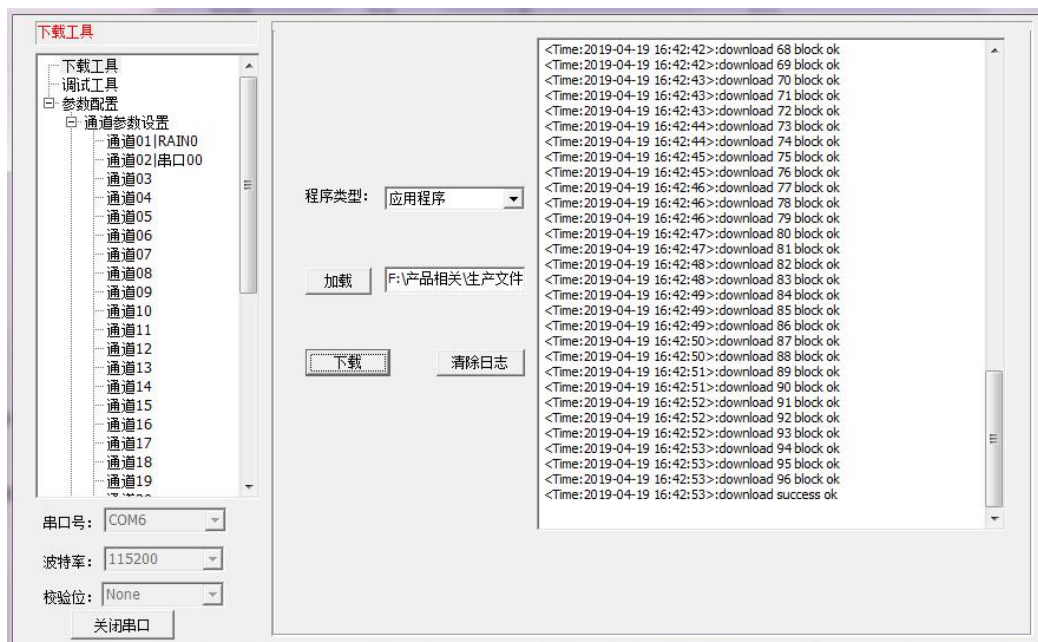 下载工具
下载工具
调试工具
参数配置
通道参数设置
通道01|RAIN0
通道02|串口00
通道03
通道04
通道05
通道06
通道07
通道08
通道09
通道10
通道11
通道12
通道13
通道14
通道15
通道16
通道17
通道18
通道19
串口号： COM6
波特率： 115200
校验位： None
关闭串口
程序类型： 应用程序
加载 F:\产品相关\生产文件
下载 清除日志
<Time:2019-04-19 16:42:42>:download 68 block ok
<Time:2019-04-19 16:42:42>:download 69 block ok
<Time:2019-04-19 16:42:43>:download 70 block ok
<Time:2019-04-19 16:42:43>:download 71 block ok
<Time:2019-04-19 16:42:43>:download 72 block ok
<Time:2019-04-19 16:42:44>:download 73 block ok
<Time:2019-04-19 16:42:44>:download 74 block ok
<Time:2019-04-19 16:42:45>:download 75 block ok
<Time:2019-04-19 16:42:45>:download 76 block ok
<Time:2019-04-19 16:42:46>:download 77 block ok
<Time:2019-04-19 16:42:46>:download 78 block ok
<Time:2019-04-19 16:42:46>:download 79 block ok
<Time:2019-04-19 16:42:47>:download 80 block ok
<Time:2019-04-19 16:42:47>:download 81 block ok
<Time:2019-04-19 16:42:48>:download 82 block ok
<Time:2019-04-19 16:42:48>:download 83 block ok
<Time:2019-04-19 16:42:49>:download 84 block ok
<Time:2019-04-19 16:42:49>:download 85 block ok
<Time:2019-04-19 16:42:49>:download 86 block ok
<Time:2019-04-19 16:42:50>:download 87 block ok
<Time:2019-04-19 16:42:50>:download 88 block ok
<Time:2019-04-19 16:42:51>:download 89 block ok
<Time:2019-04-19 16:42:51>:download 90 block ok
<Time:2019-04-19 16:42:52>:download 91 block ok
<Time:2019-04-19 16:42:52>:download 92 block ok
<Time:2019-04-19 16:42:52>:download 93 block ok
<Time:2019-04-19 16:42:53>:download 94 block ok
<Time:2019-04-19 16:42:53>:download 95 block ok
<Time:2019-04-19 16:42:53>:download 96 block ok
<Time:2019-04-19 16:42:53>:download success ok